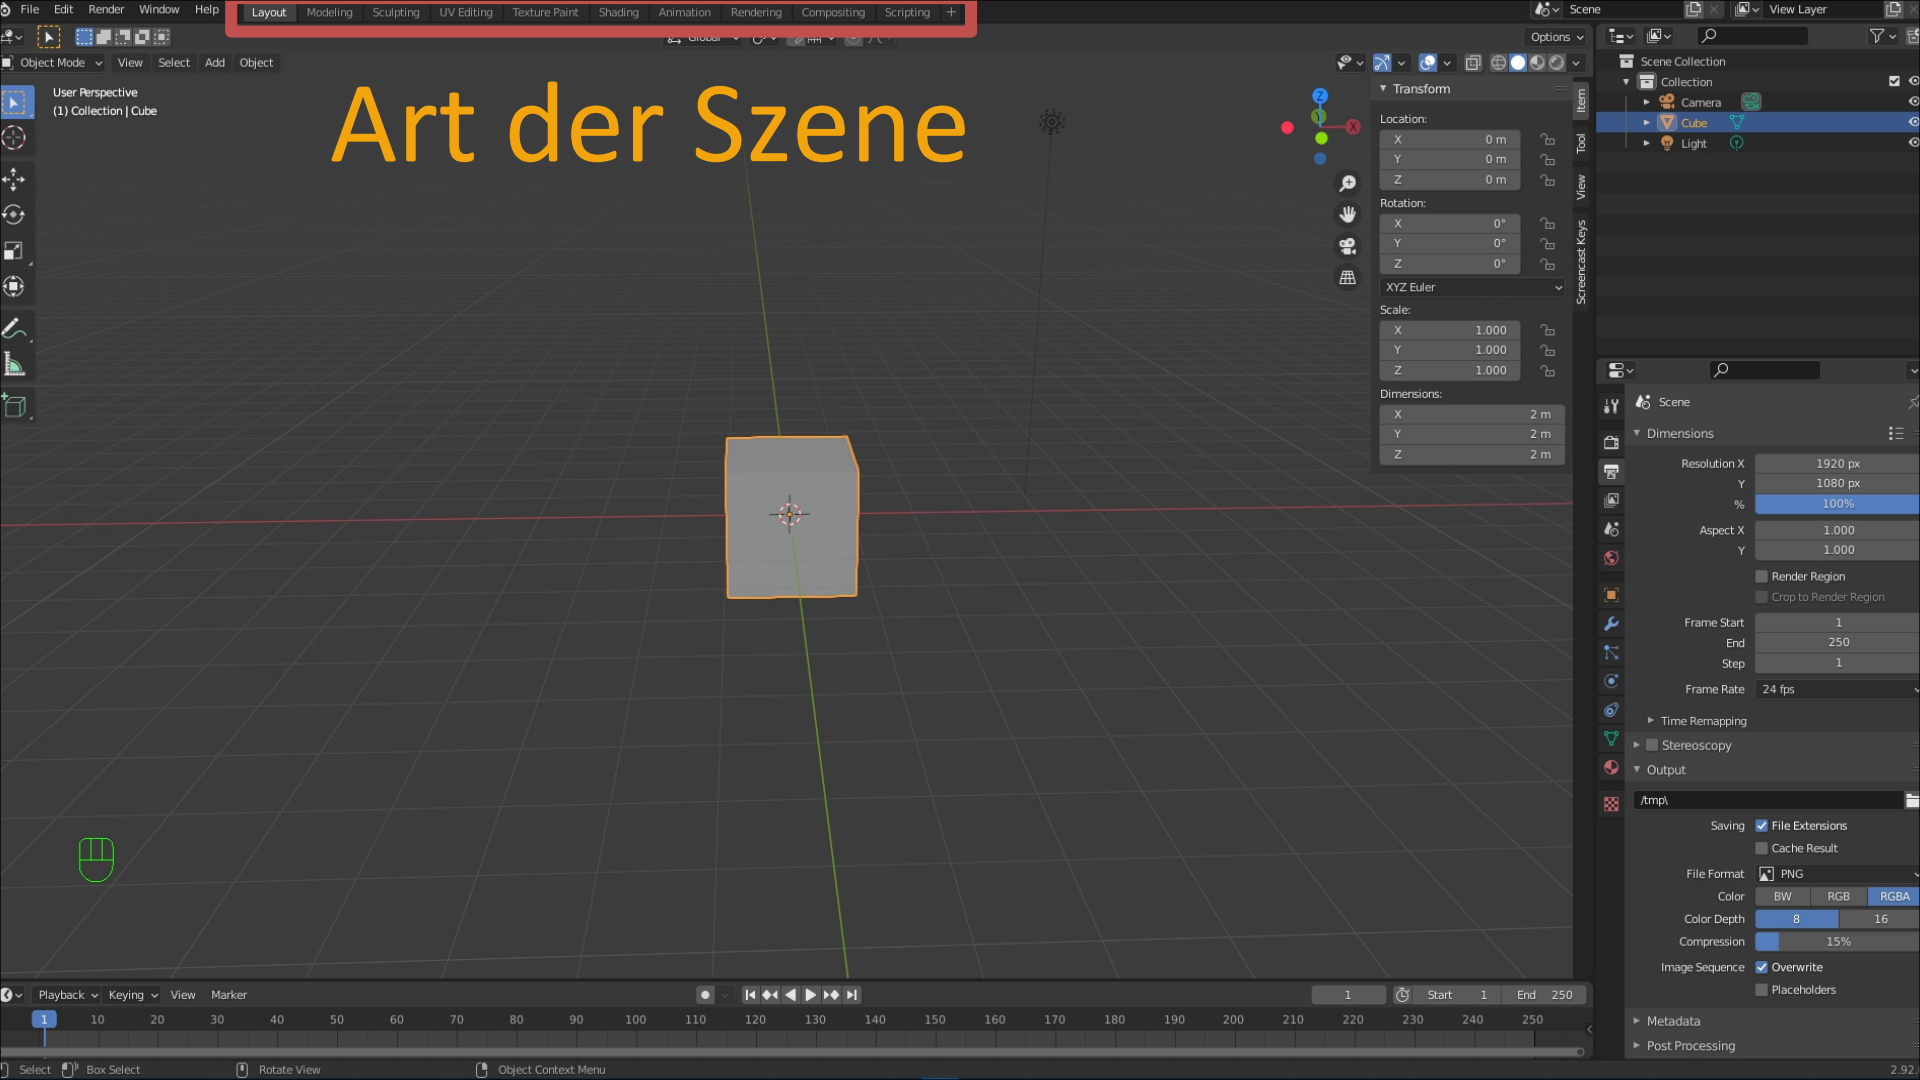 File Edit Render Window Help Layout Modeling Sculpting UV Editing Texture Paint Shading Animation Rendering Compositing Scripting + Scene View Layer
Global Options
Object Mode View Select Add Object
User Perspective
(1) Collection | Cube
Art der Szene
Z
X
Transform
Location:
X 0 m
Y 0 m
Z 0 m
Rotation:
X 0°
Y 0°
Z 0°
XYZ Euler
Scale:
X 1.000
Y 1.000
Z 1.000
Dimensions:
X 2 m
Y 2 m
Z 2 m
Item
Tool
View
Screencast Keys
Scene Collection
Collection
Camera
Cube
Light
Scene
Dimensions
Resolution X 1920 px
Y 1080 px
% 100%
Aspect X 1.000
Y 1.000
Render Region
Crop to Render Region
Frame Start 1
End 250
Step 1
Frame Rate 24 fps
Time Remapping
Stereoscopy
Output
/tmp\
Saving File Extensions
Cache Result
File Format PNG
Color BW RGB RGBA
Color Depth 8 16
Compression 15%
Image Sequence Overwrite
Placeholders
Metadata
Post Processing
Playback Keying View Marker 1 Start 1 End 250
1 10 20 30 40 50 60 70 80 90 100 110 120 130 140 150 160 170 180 190 200 210 220 230 240 250
Select Box Select Rotate View Object Context Menu 2.92.